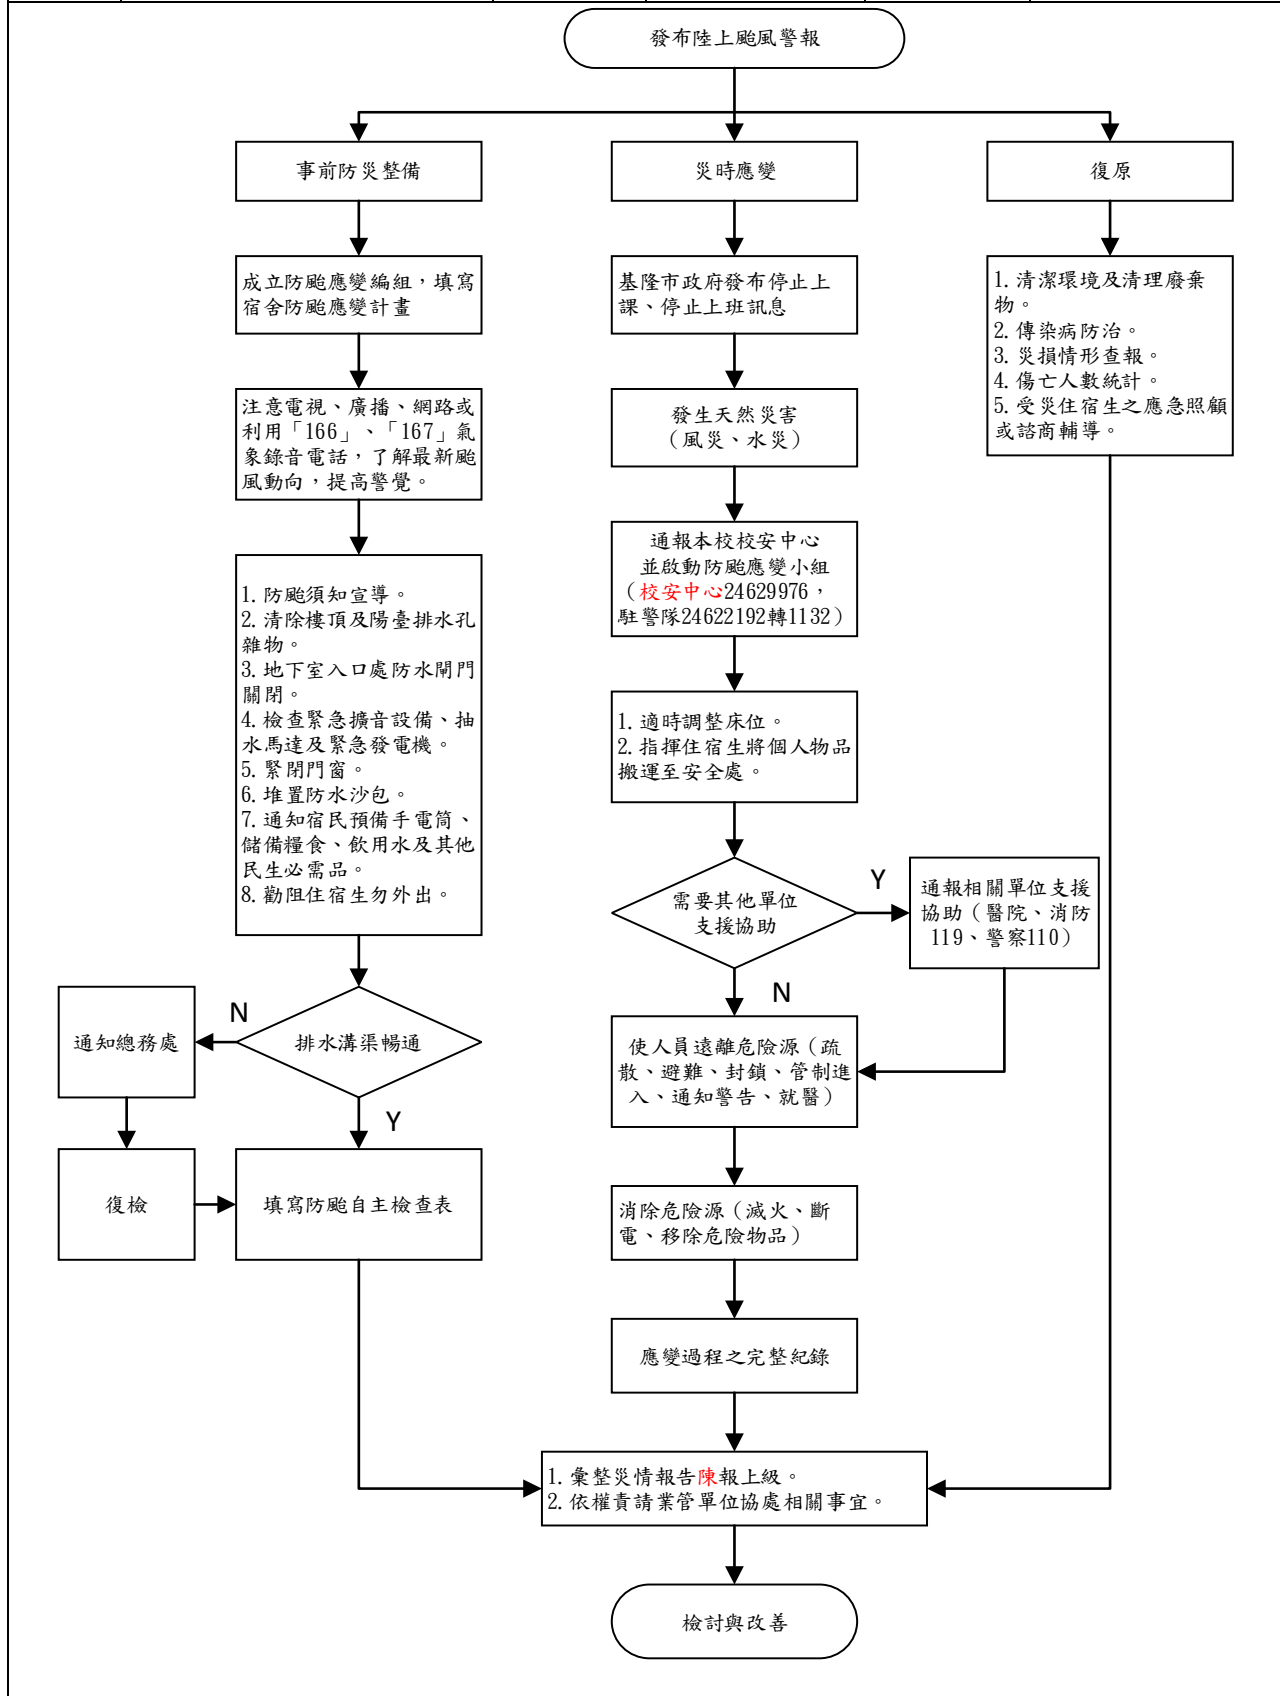 發布陸上颱風警報
事前防災整備
災時應變
復原
成立防颱應變編組，填寫
宿舍防颱應變計畫
注意電視、廣播、網路或
利用「166」、「167」氣
象錄音電話，了解最新颱
風動向，提高警覺。
1. 防颱須知宣導。
2. 清除樓頂及陽臺排水孔
雜物。
3. 地下室入口處防水閘門
關閉。
4. 檢查緊急擴音設備、抽
水馬達及緊急發電機。
5. 緊閉門窗。
6. 堆置防水沙包。
7. 通知宿民預備手電筒、
儲備糧食、飲用水及其他
民生必需品。
8. 勸阻住宿生勿外出。
排水溝渠暢通
N
通知總務處
復檢
Y
填寫防颱自主檢查表
基隆市政府發布停止上
課、停止上班訊息
發生天然災害
（風災、水災）
通報本校校安中心
並啟動防颱應變小組
（校安中心24629976，
駐警隊24622192轉1132）
1. 適時調整床位。
2. 指揮住宿生將個人物品
搬運至安全處。
需要其他單位
支援協助
Y
通報相關單位支援
協助（醫院、消防
119、警察110）
N
使人員遠離危險源（疏
散、避難、封鎖、管制進
入、通知警告、就醫）
消除危險源（滅火、斷
電、移除危險物品）
應變過程之完整紀錄
1. 清潔環境及清理廢棄
物。
2. 傳染病防治。
3. 災損情形查報。
4. 傷亡人數統計。
5. 受災住宿生之應急照顧
或諮商輔導。
1. 彙整災情報告陳報上級。
2. 依權責請業管單位協處相關事宜。
檢討與改善